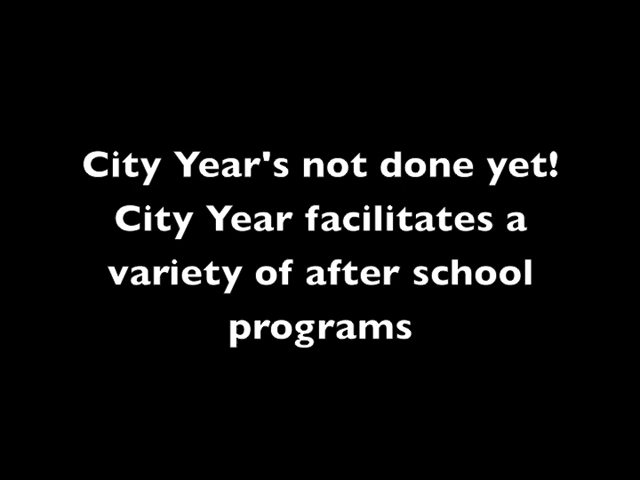 City Year's not done yet!
City Year facilitates a
variety of after school
programs